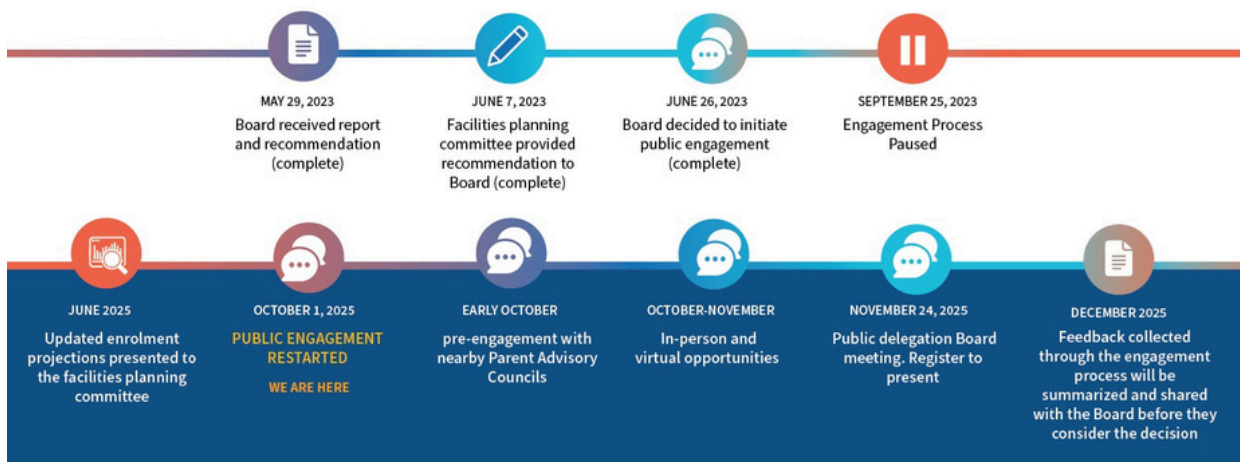 MAY 29, 2023
Board received report
and recommendation
(complete)
JUNE 7, 2023
Facilities planning
committee provided
recommendation to
Board (complete)
JUNE 26, 2023
Board decided to initiate
public engagement
(complete)
SEPTEMBER 25, 2023
Engagement Process
Paused
JUNE 2025
Updated enrolment
projections presented to
the facilities planning
committee
OCTOBER 1, 2025
PUBLIC ENGAGEMENT
RESTARTED
WE ARE HERE
EARLY OCTOBER
pre-engagement with
nearby Parent Advisory
Councils
OCTOBER-NOVEMBER
In-person and
virtual opportunities
NOVEMBER 24, 2025
Public delegation Board
meeting. Register to
present
DECEMBER 2025
Feedback collected
through the engagement
process will be
summarized and shared
with the Board before they
consider the decision